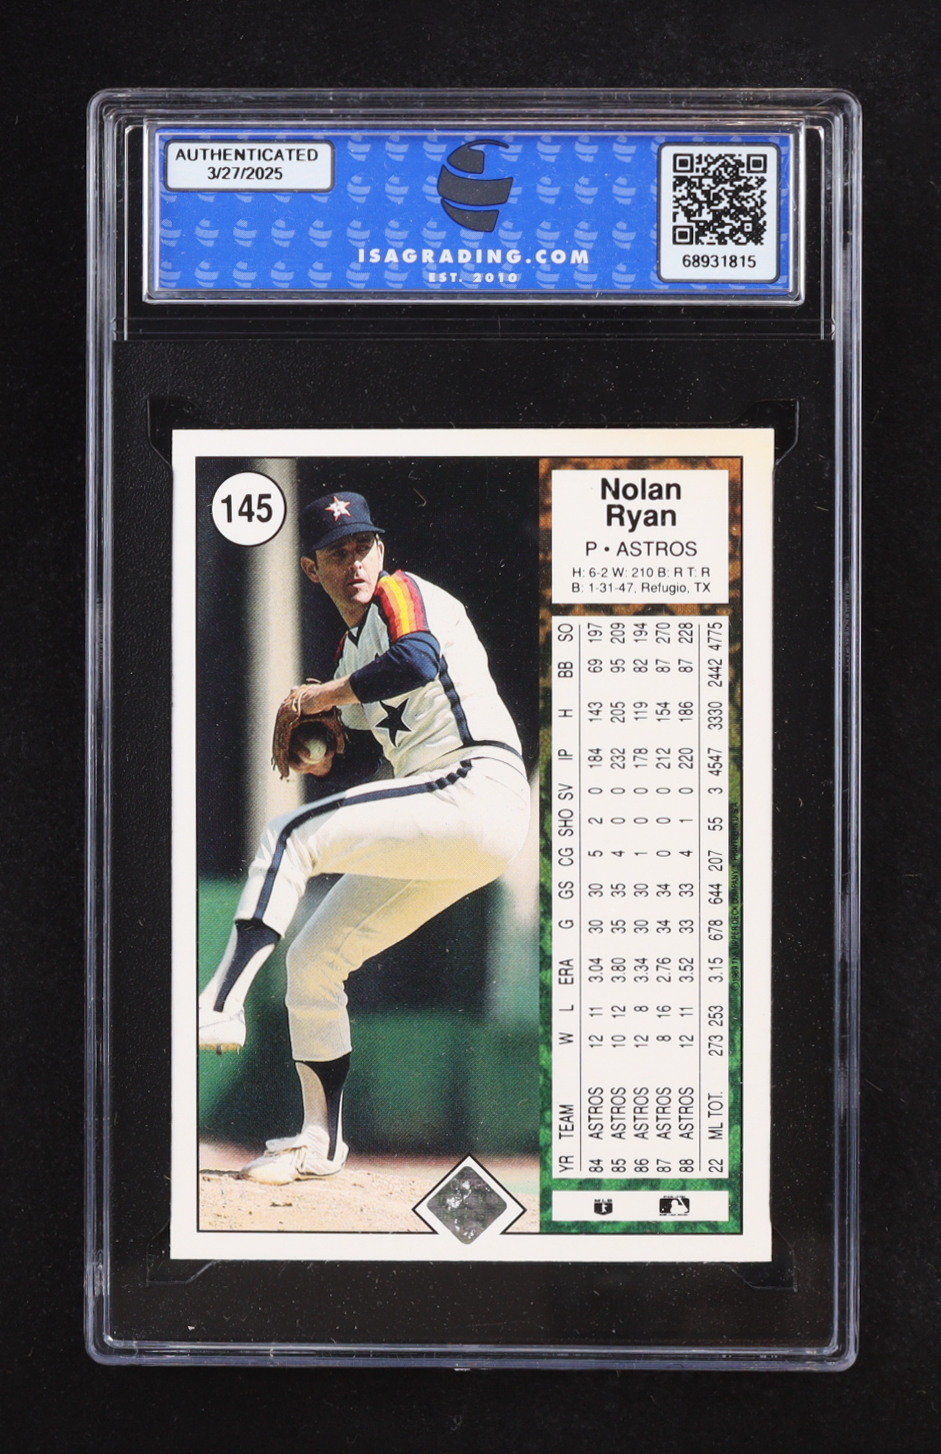 AUTHENTICATED
3/27/2025
ISAGRADING.COM
EST. 2010
68931815
145
Nolan
Ryan
P • ASTROS
H: 6-2 W: 210 B: R T: R
B: 1-31-47, Refugio, TX
YR TEAM W L ERA G GS CG SHO SV IP H BB SO
84 ASTROS 12 11 3.04 30 30 5 2 0 184 143 69 197
85 ASTROS 10 12 3.80 35 35 4 0 0 232 205 95 209
86 ASTROS 12 8 3.34 30 30 1 0 0 178 119 82 194
87 ASTROS 8 16 2.76 34 34 0 0 0 212 154 87 270
88 ASTROS 12 11 3.52 33 33 4 1 0 220 186 87 228
22 ML TOT. 273 253 3.15 678 644 207 55 3 4547 3330 2442 4775